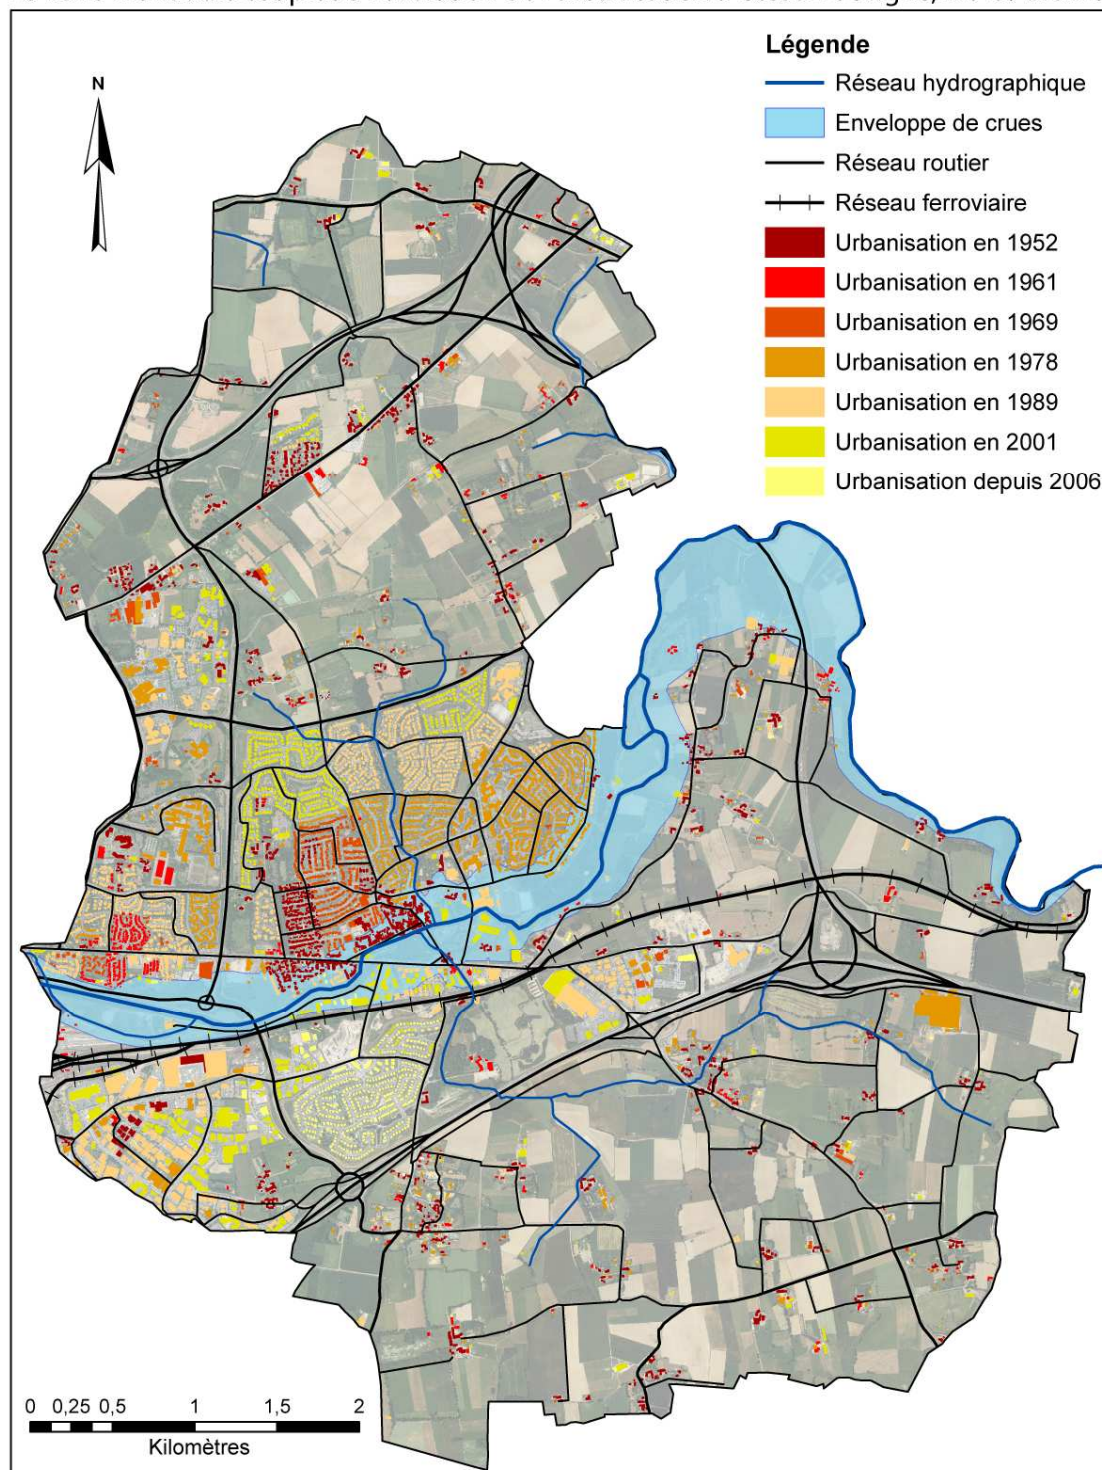 Légende
Réseau hydrographique
Enveloppe de crues
Réseau routier
Réseau ferroviaire
Urbanisation en 1952
Urbanisation en 1961
Urbanisation en 1969
Urbanisation en 1978
Urbanisation en 1989
Urbanisation en 2001
Urbanisation depuis 2006
N
0 0,25 0,5 1 1,5 2
Kilomètres